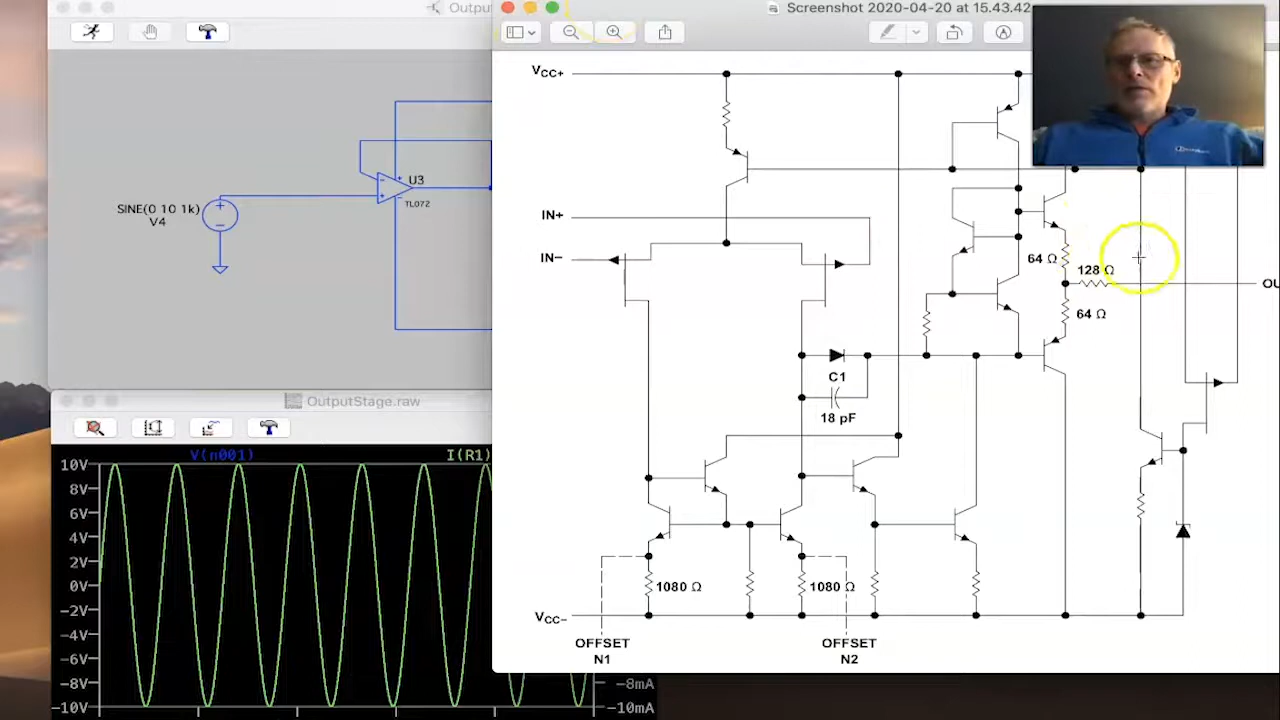 Output
Screenshot 2020-04-20 at 15.43.42
SINE(0 10 1k)
V4
U3
TL072
VCC+
IN+
IN−
64 Ω
128 Ω
64 Ω
C1
18 pF
1080 Ω
1080 Ω
VCC−
OFFSET
N1
OFFSET
N2
OutputStage.raw
V(n001)
I(R1)
10V
8V
6V
4V
2V
0V
−2V
−4V
−6V
−8V
−10V
−8mA
−10mA